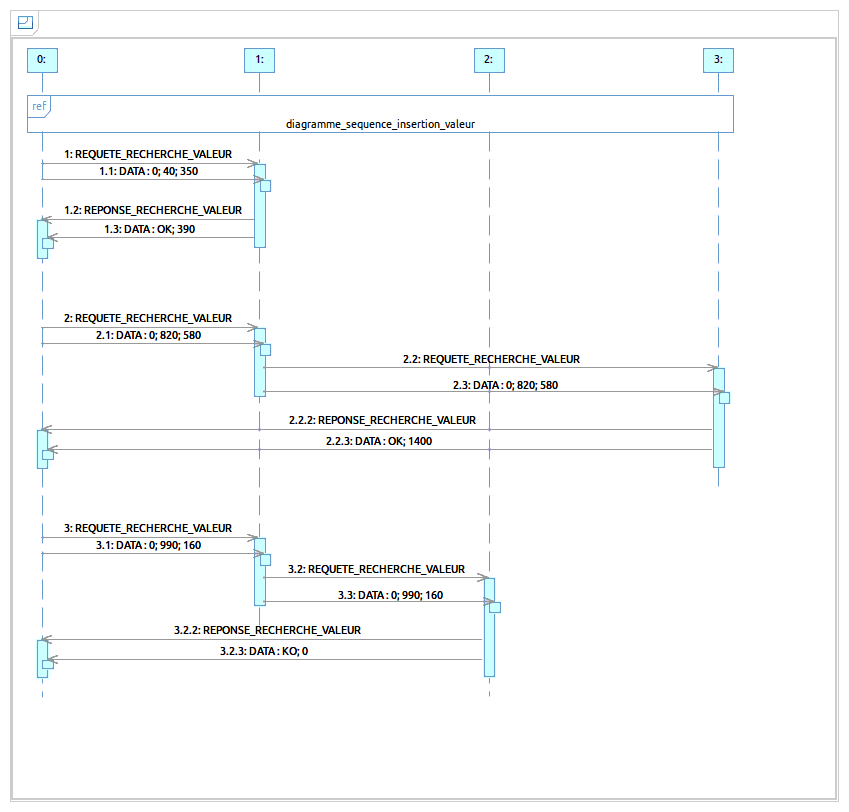 0:
1:
2:
3:
ref
diagramme_sequence_insertion_valeur
1: REQUETE_RECHERCHE_VALEUR
1.1: DATA : 0; 40; 350
1.2: REPONSE_RECHERCHE_VALEUR
1.3: DATA : OK; 390
2: REQUETE_RECHERCHE_VALEUR
2.1: DATA : 0; 820; 580
2.2: REQUETE_RECHERCHE_VALEUR
2.3: DATA : 0; 820; 580
2.2.2: REPONSE_RECHERCHE_VALEUR
2.2.3: DATA : OK; 1400
3: REQUETE_RECHERCHE_VALEUR
3.1: DATA : 0; 990; 160
3.2: REQUETE_RECHERCHE_VALEUR
3.3: DATA : 0; 990; 160
3.2.2: REPONSE_RECHERCHE_VALEUR
3.2.3: DATA : KO; 0